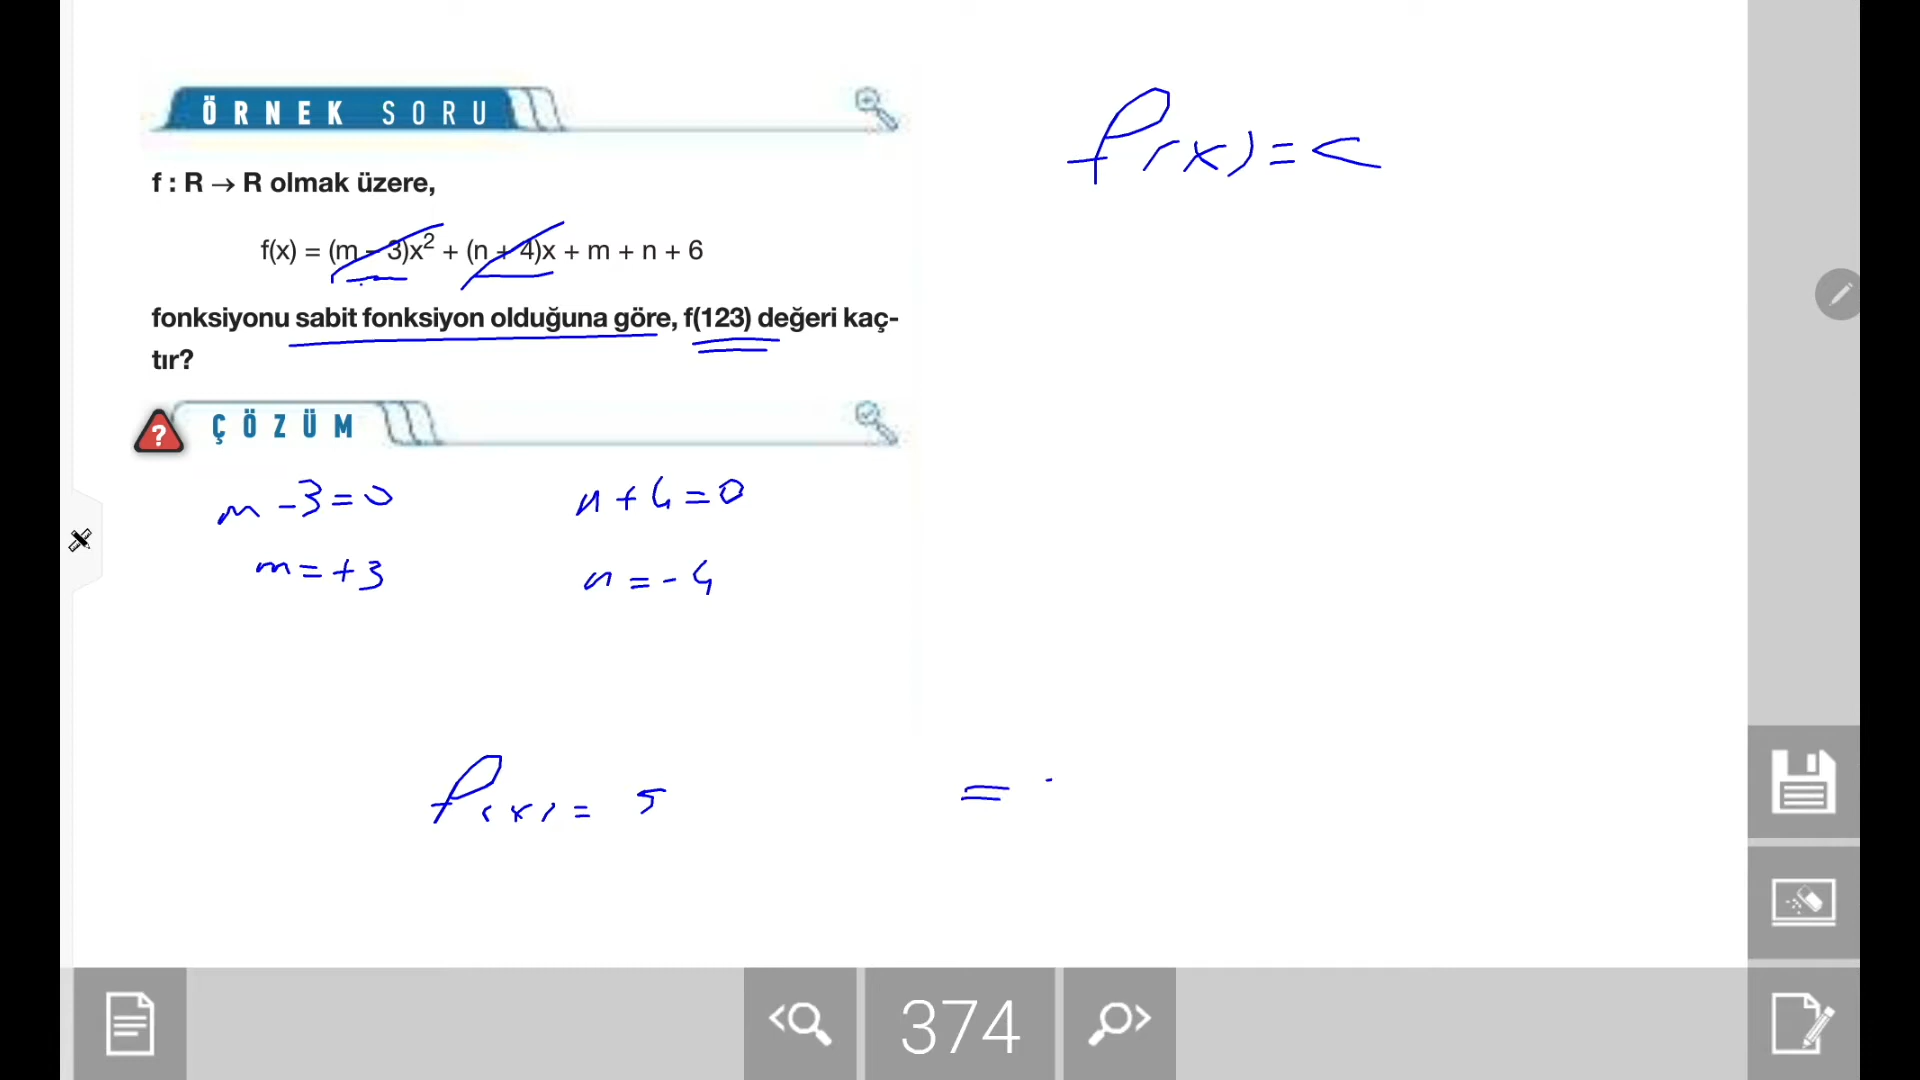 ÖRNEK SORU
f : R → R olmak üzere,
f(x) = (m – 3)x² + (n + 4)x + m + n + 6
fonksiyonu sabit fonksiyon olduğuna göre, f(123) değeri kaç-
tır?
ÇÖZÜM
m - 3 = 0
n + 4 = 0
m = + 3
n = - 4
f(x) = 5 =
f(x) = c
374